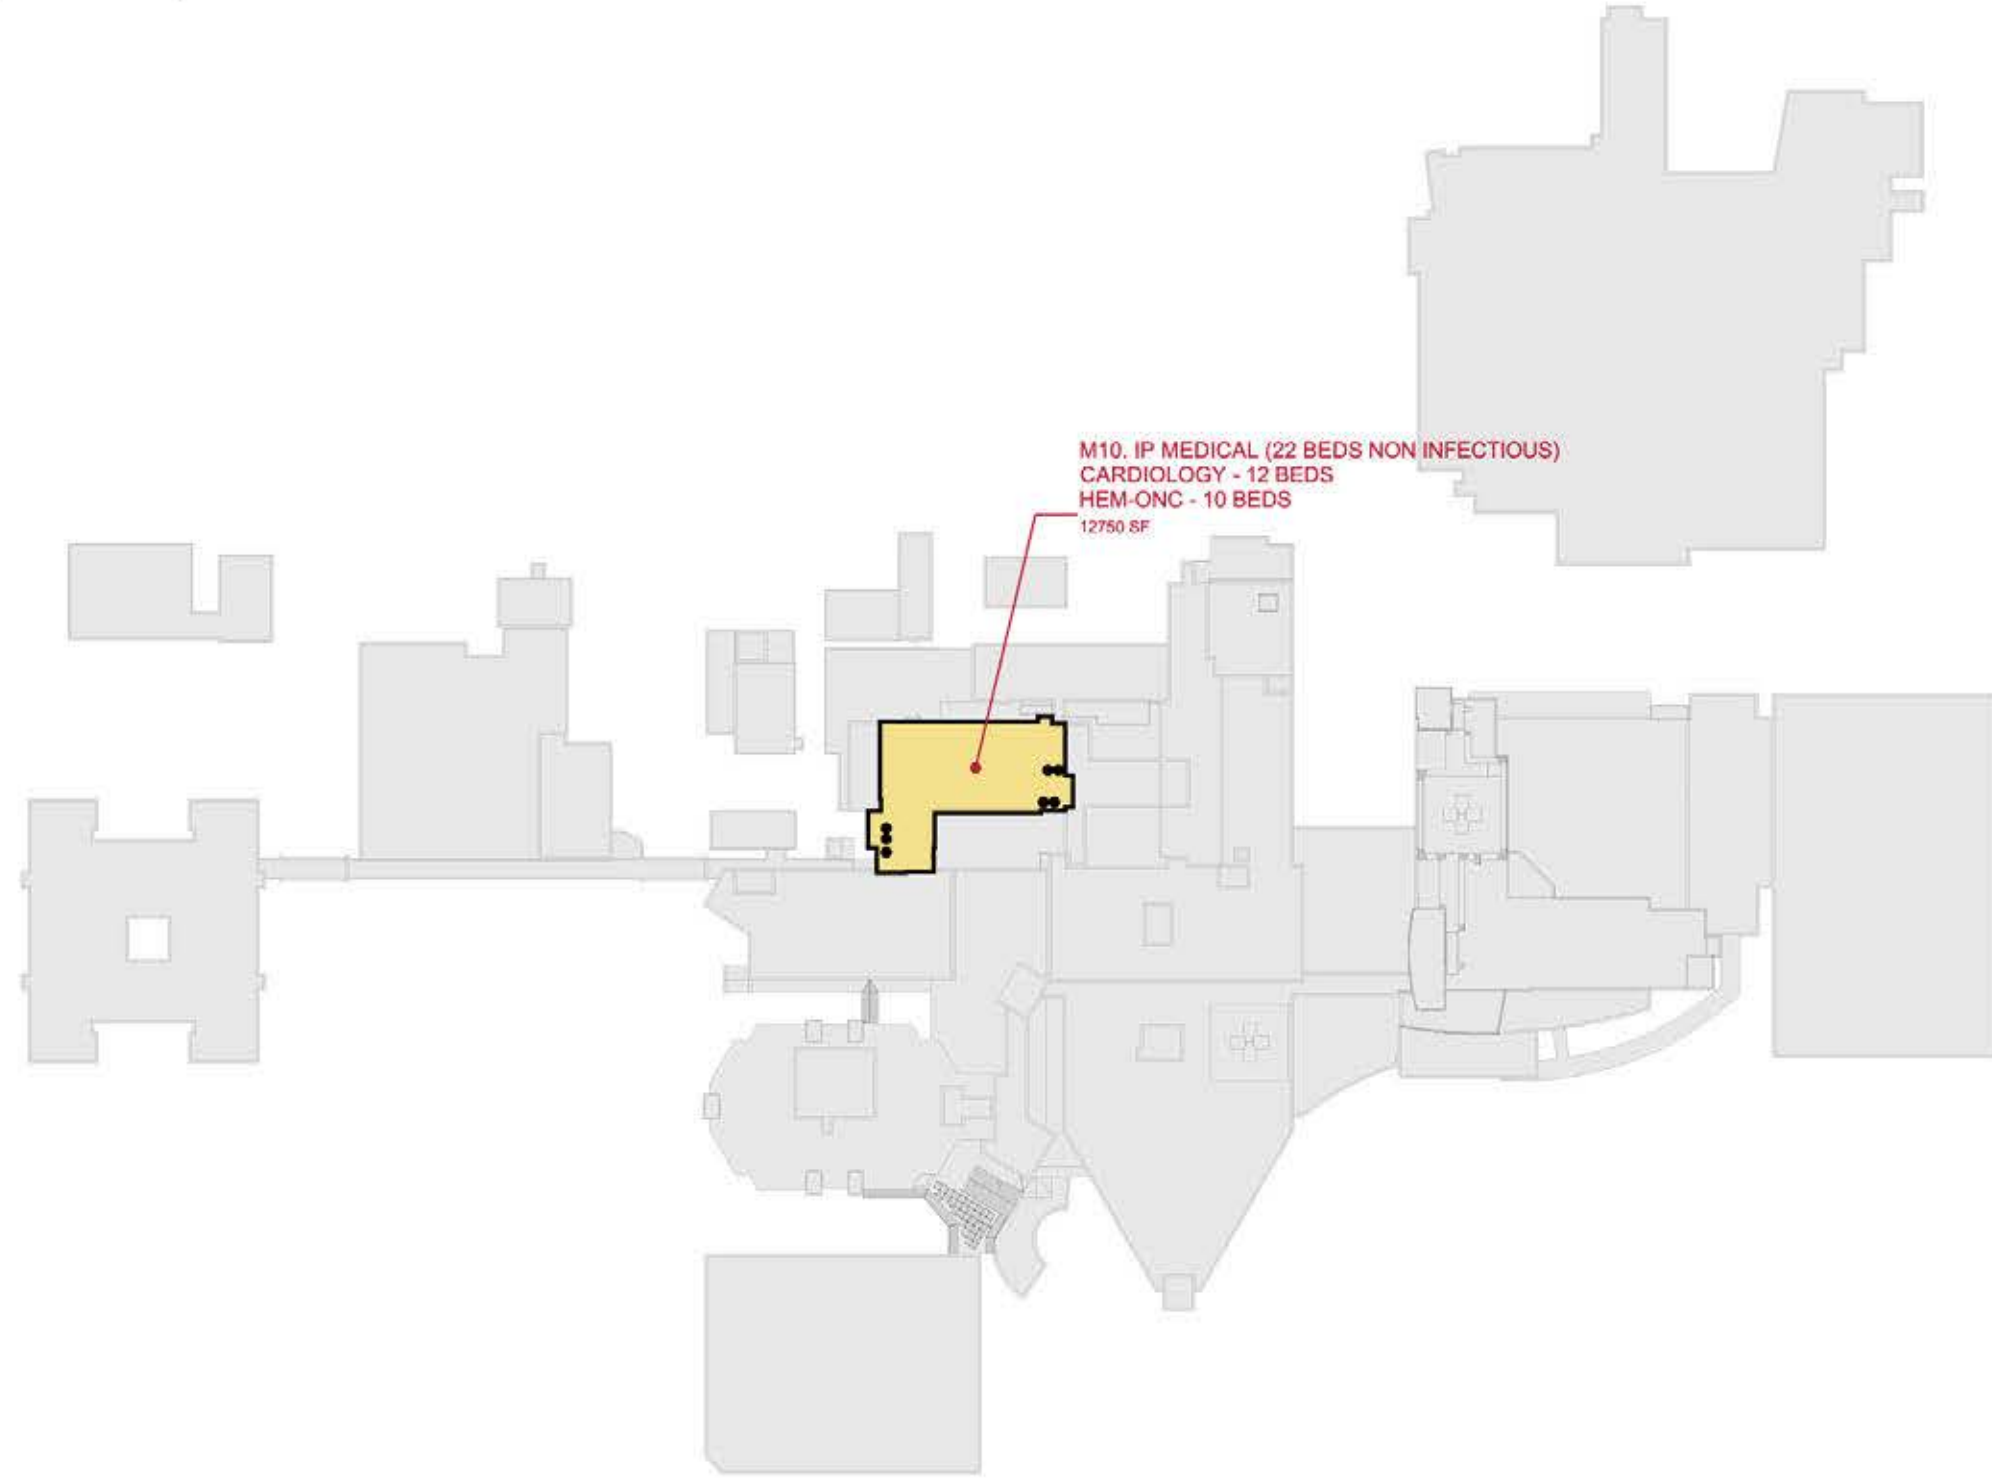 M10. IP MEDICAL (22 BEDS NON INFECTIOUS)
CARDIOLOGY - 12 BEDS
HEM-ONC - 10 BEDS
12750 SF